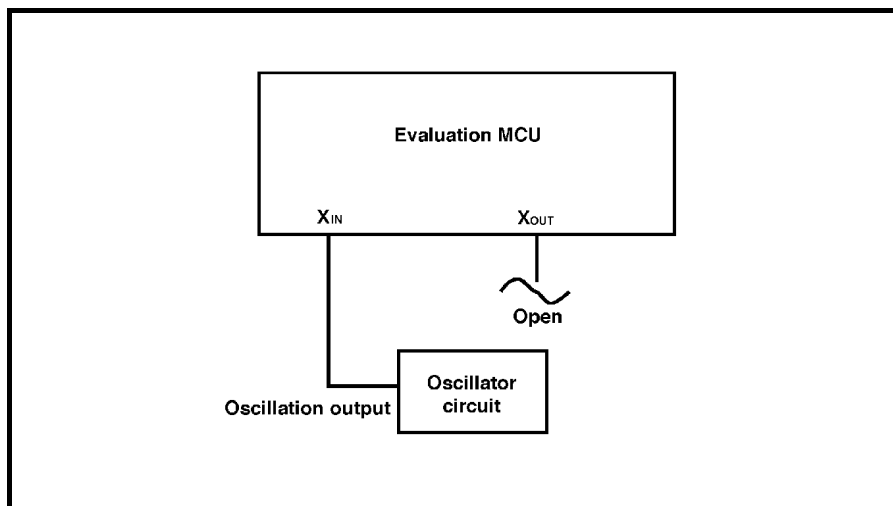 Evaluation MCU
XIN
XOUT
Open
Oscillator
circuit
Oscillation output